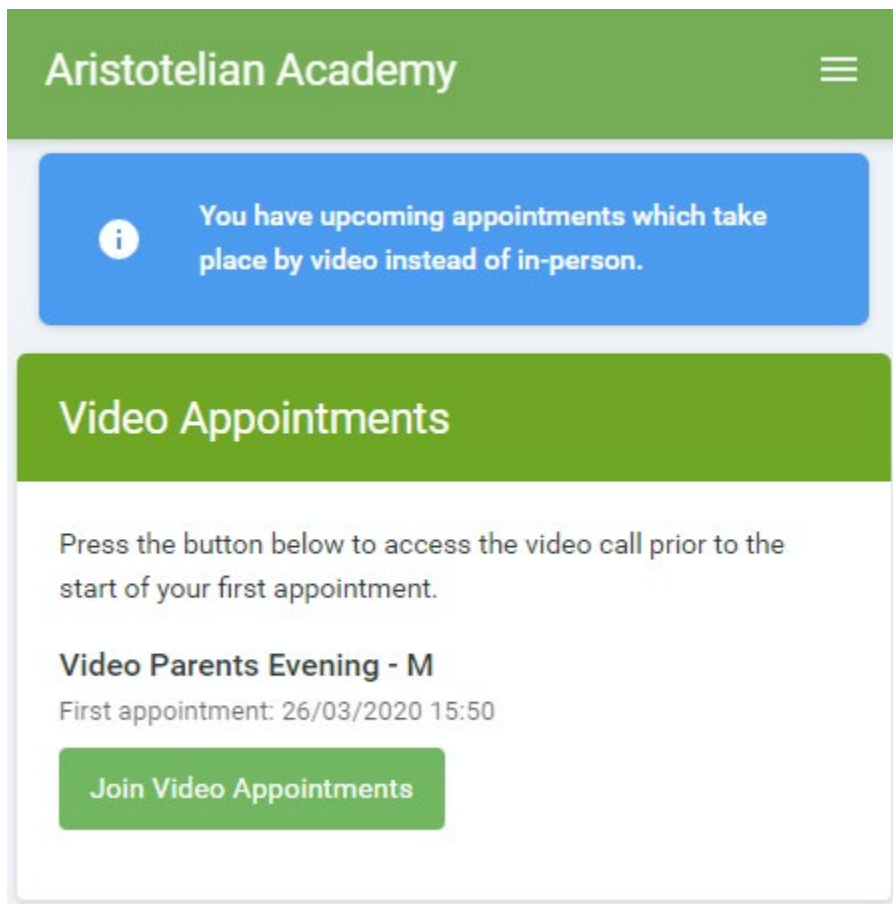 Aristotelian Academy
You have upcoming appointments which take
place by video instead of in-person.
Video Appointments
Press the button below to access the video call prior to the
start of your first appointment.
Video Parents Evening - M
First appointment: 26/03/2020 15:50
Join Video Appointments